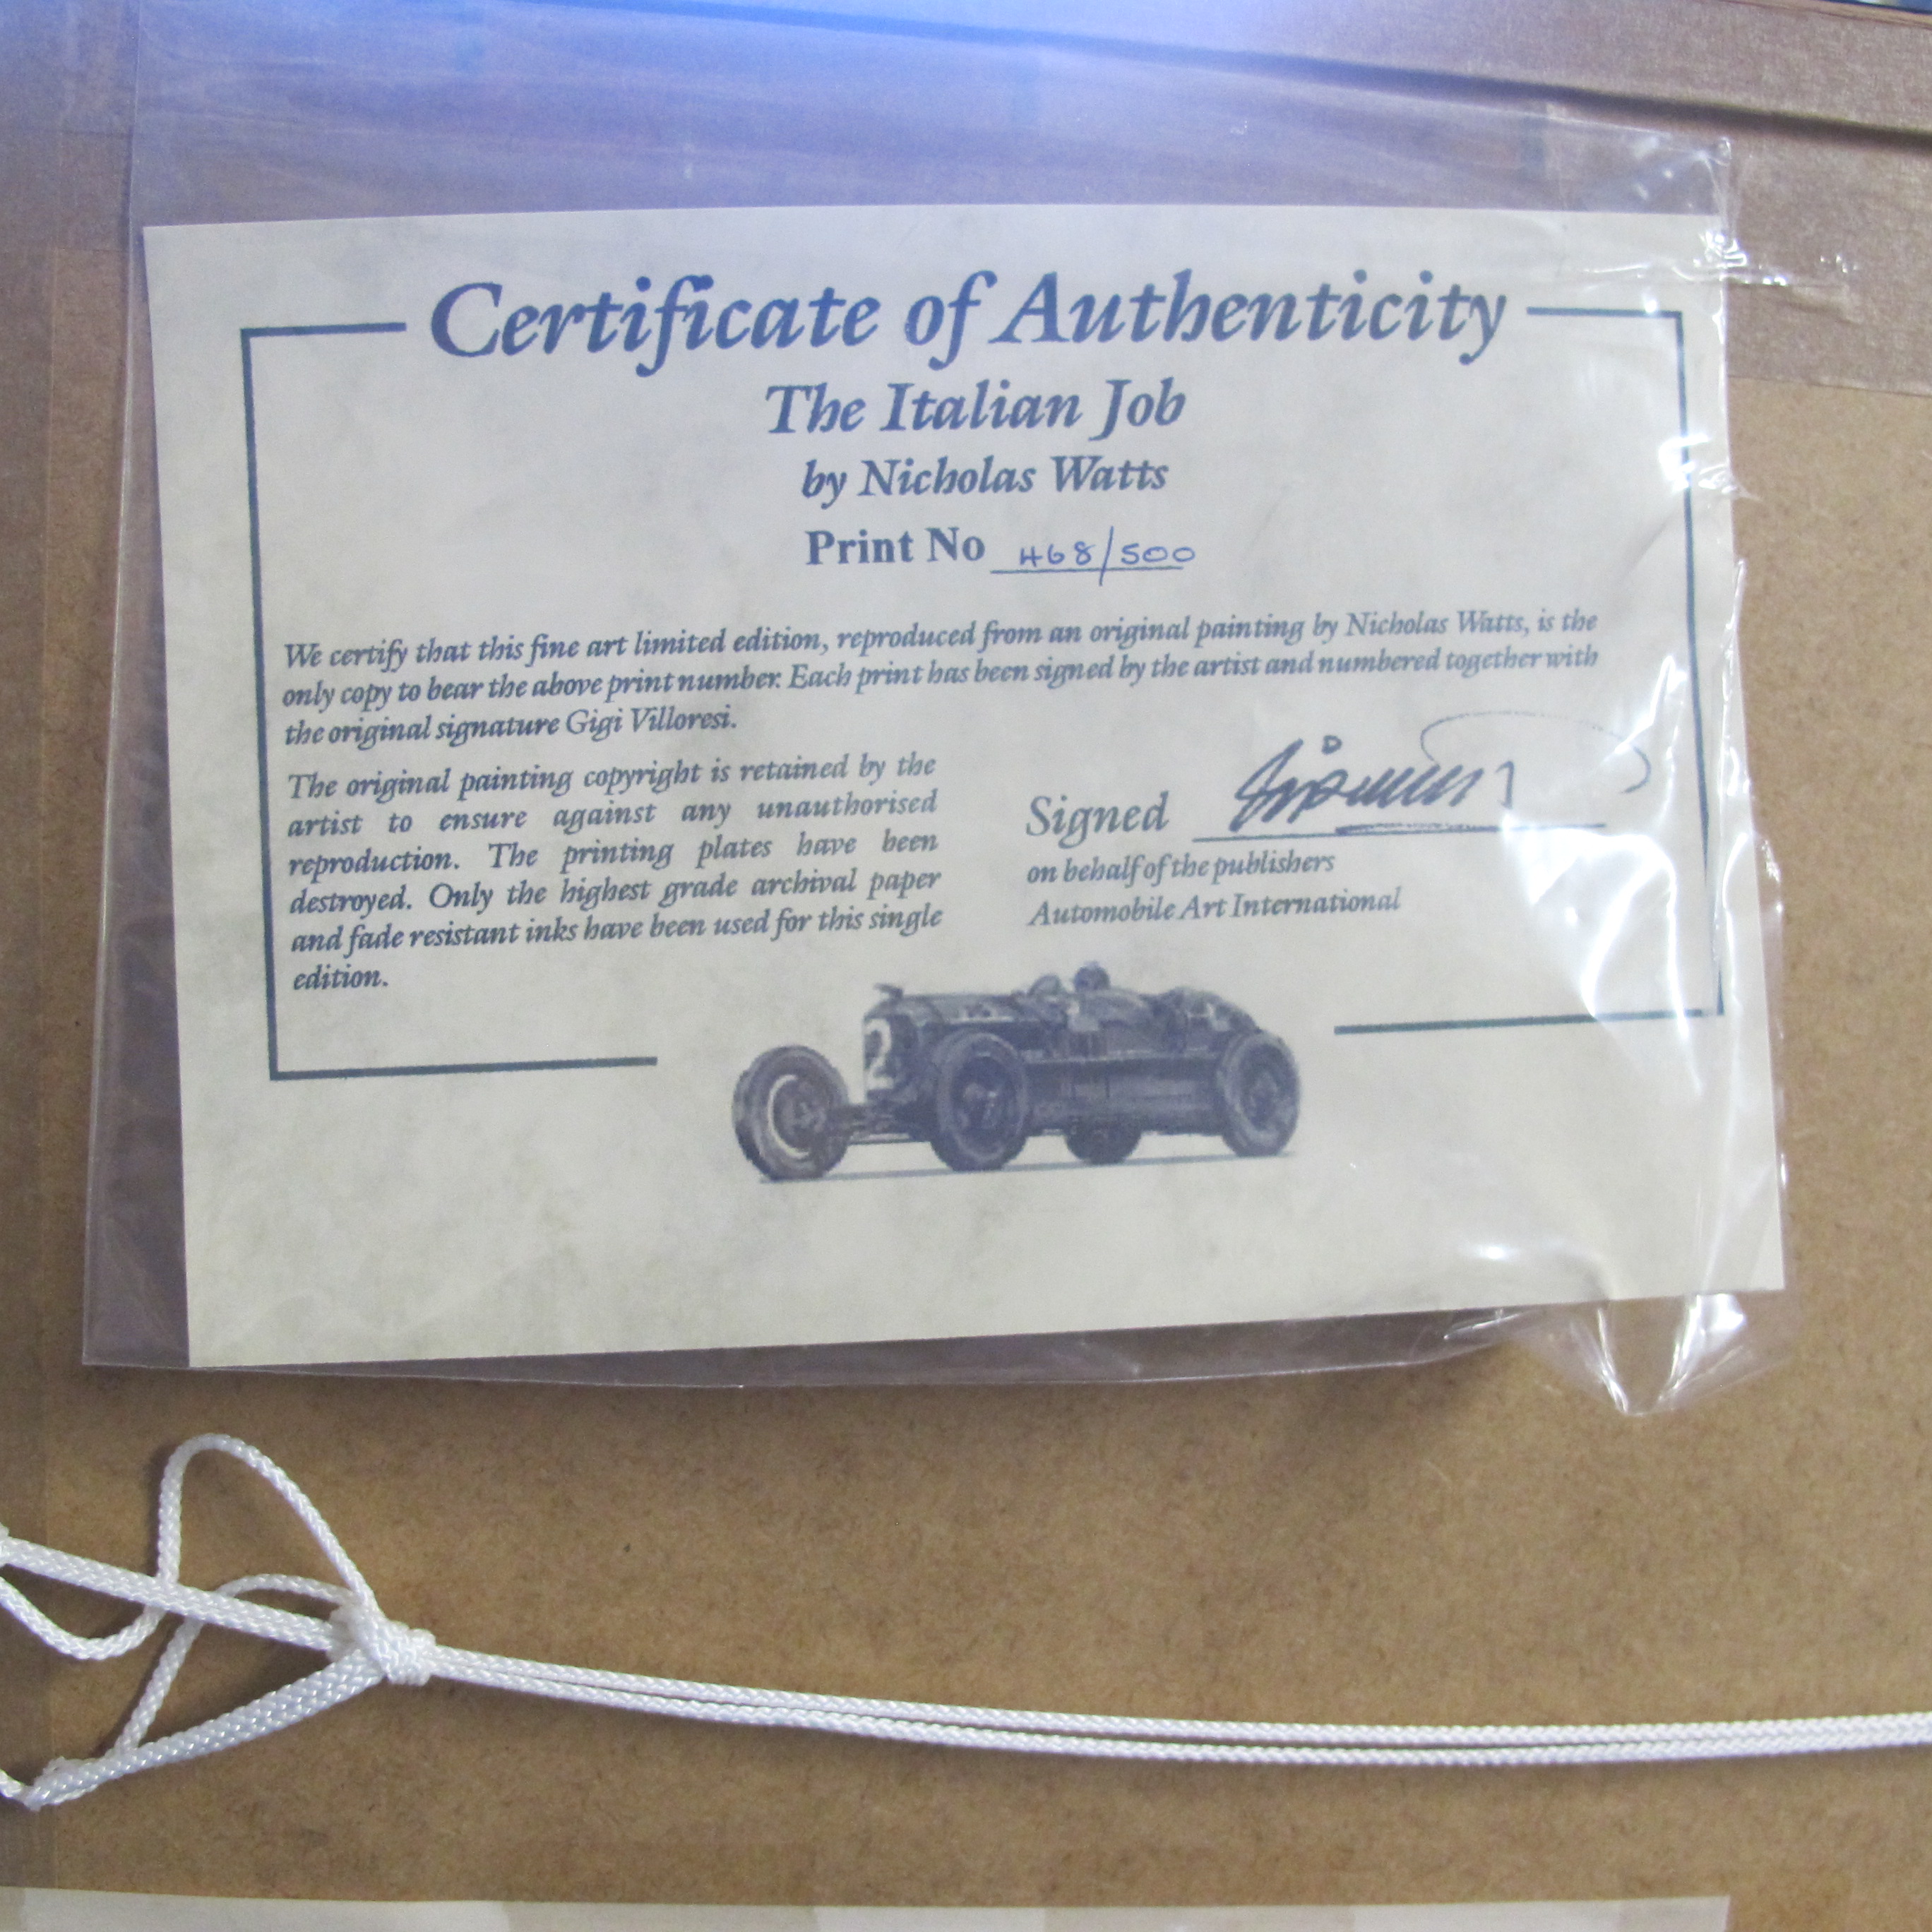 Certificate of Authenticity
The Italian Job
by Nicholas Watts
Print No 468/500
We certify that this fine art limited edition, reproduced from an original painting by Nicholas Watts, is the
only copy to bear the above print number. Each print has been signed by the artist and numbered together with
the original signature Gigi Villoresi.
The original painting copyright is retained by the
artist to ensure against any unauthorised
reproduction. The printing plates have been
destroyed. Only the highest grade archival paper
and fade resistant inks have been used for this single
edition.
Signed
on behalf of the publishers
Automobile Art International
2